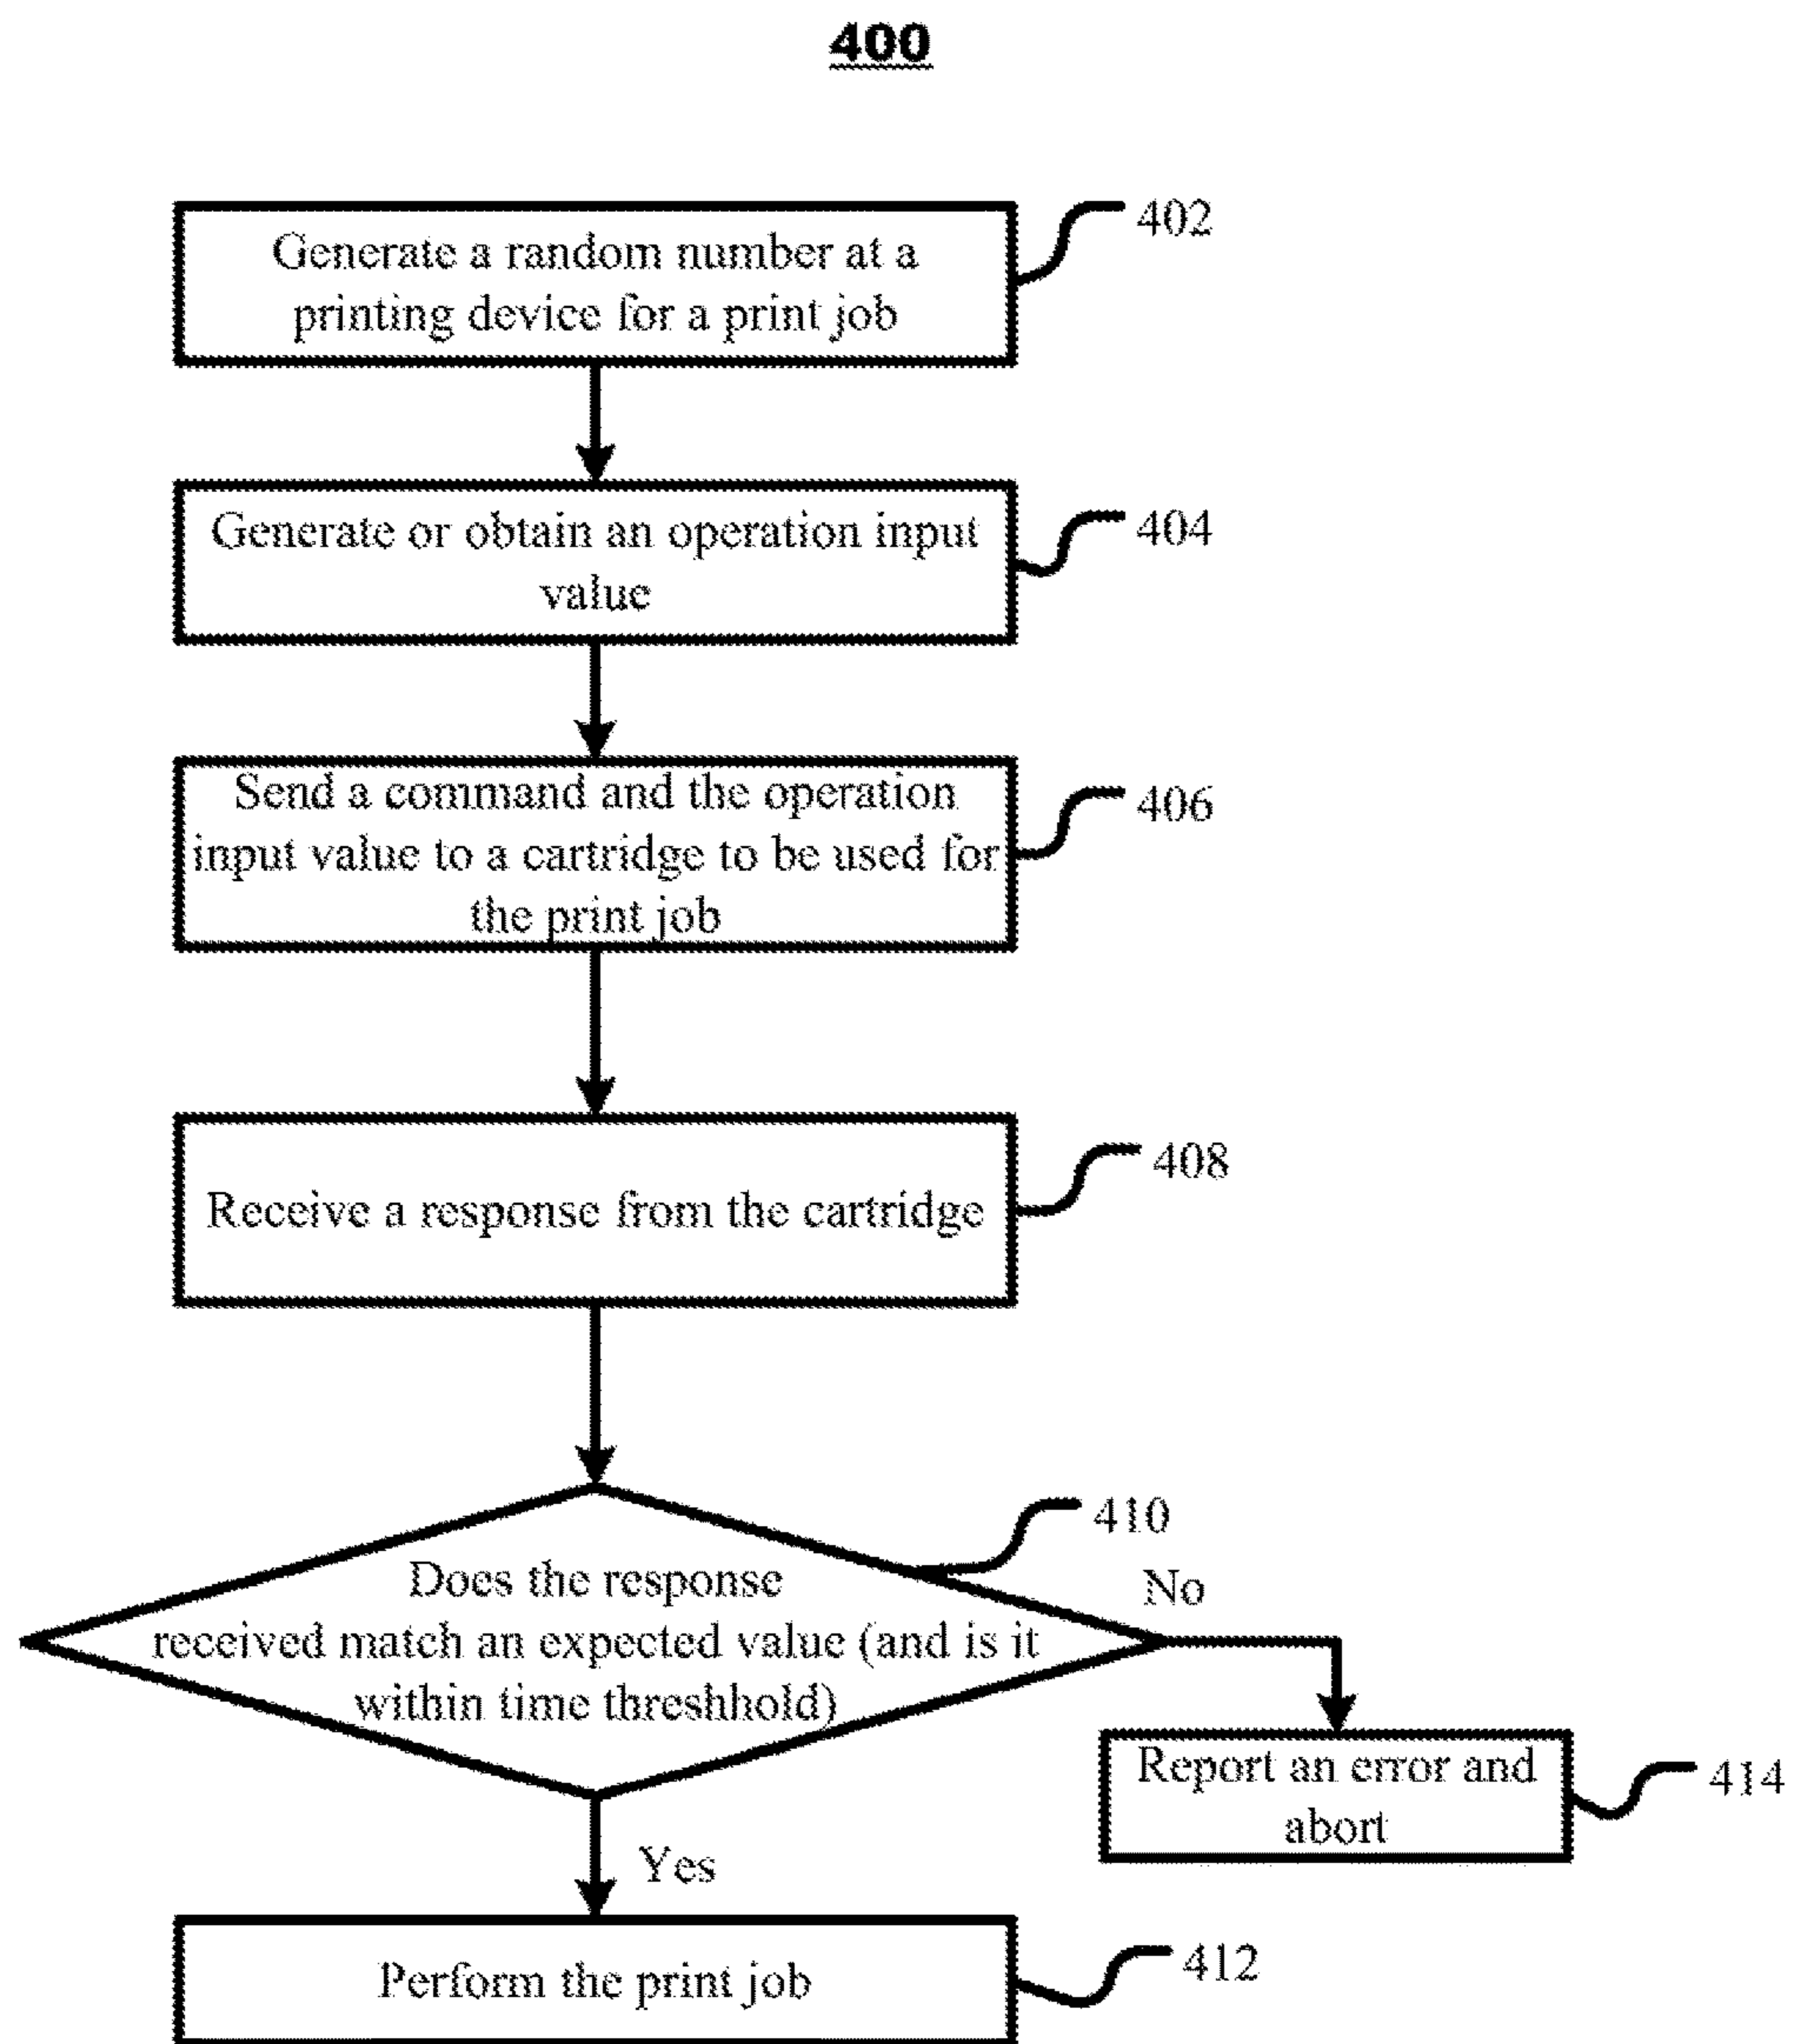 400
Generate a random number at a
printing device for a print job
402
Generate or obtain an operation input
value
404
Send a command and the operation
input value to a cartridge to be used for
the print job
406
Receive a response from the cartridge
408
410
Does the response
received match an expected value (and is it
within time threshhold)
No
Report an error and
abort
414
Yes
Perform the print job
412